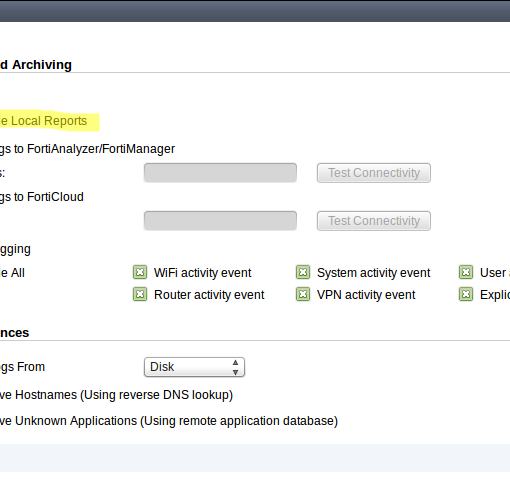 d Archiving
e Local Reports
gs to FortiAnalyzer/FortiManager
s: Test Connectivity
gs to FortiCloud
Test Connectivity
gging
e All WiFi activity event System activity event User a
Router activity event VPN activity event Explic
nces
gs From Disk
ve Hostnames (Using reverse DNS lookup)
ve Unknown Applications (Using remote application database)